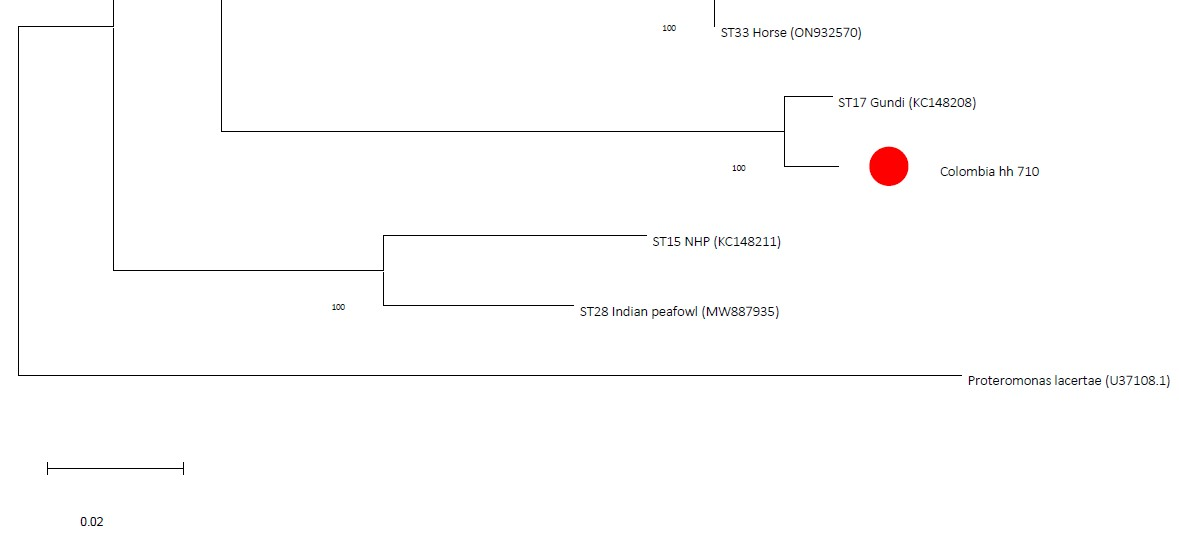 100
ST33 Horse (ON932570)
ST17 Gundi (KC148208)
100
Colombia hh 710
ST15 NHP (KC148211)
100
ST28 Indian peafowl (MW887935)
Proteromonas lacertae (U37108.1)
0.02